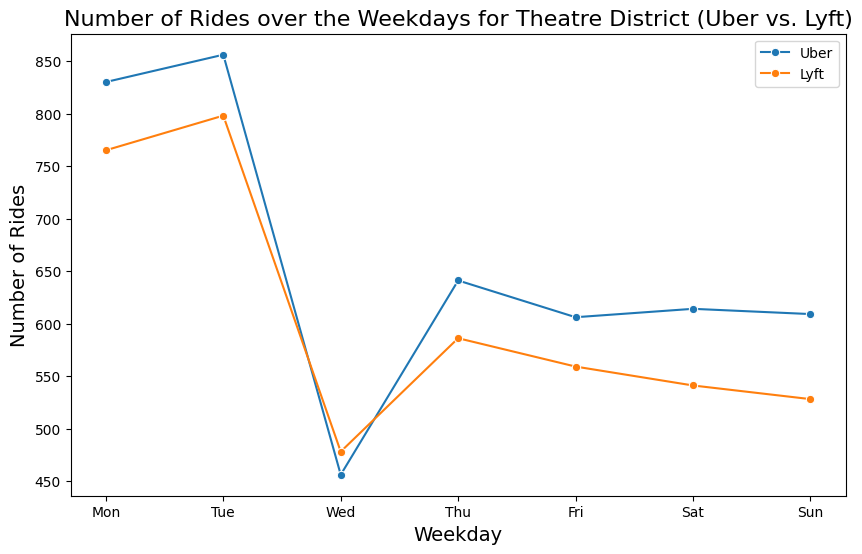 Number of Rides over the Weekdays for Theatre District (Uber vs. Lyft)
Uber
Lyft
850
800
750
700
650
600
550
500
450
Number of Rides
Mon Tue Wed Thu Fri Sat Sun
Weekday